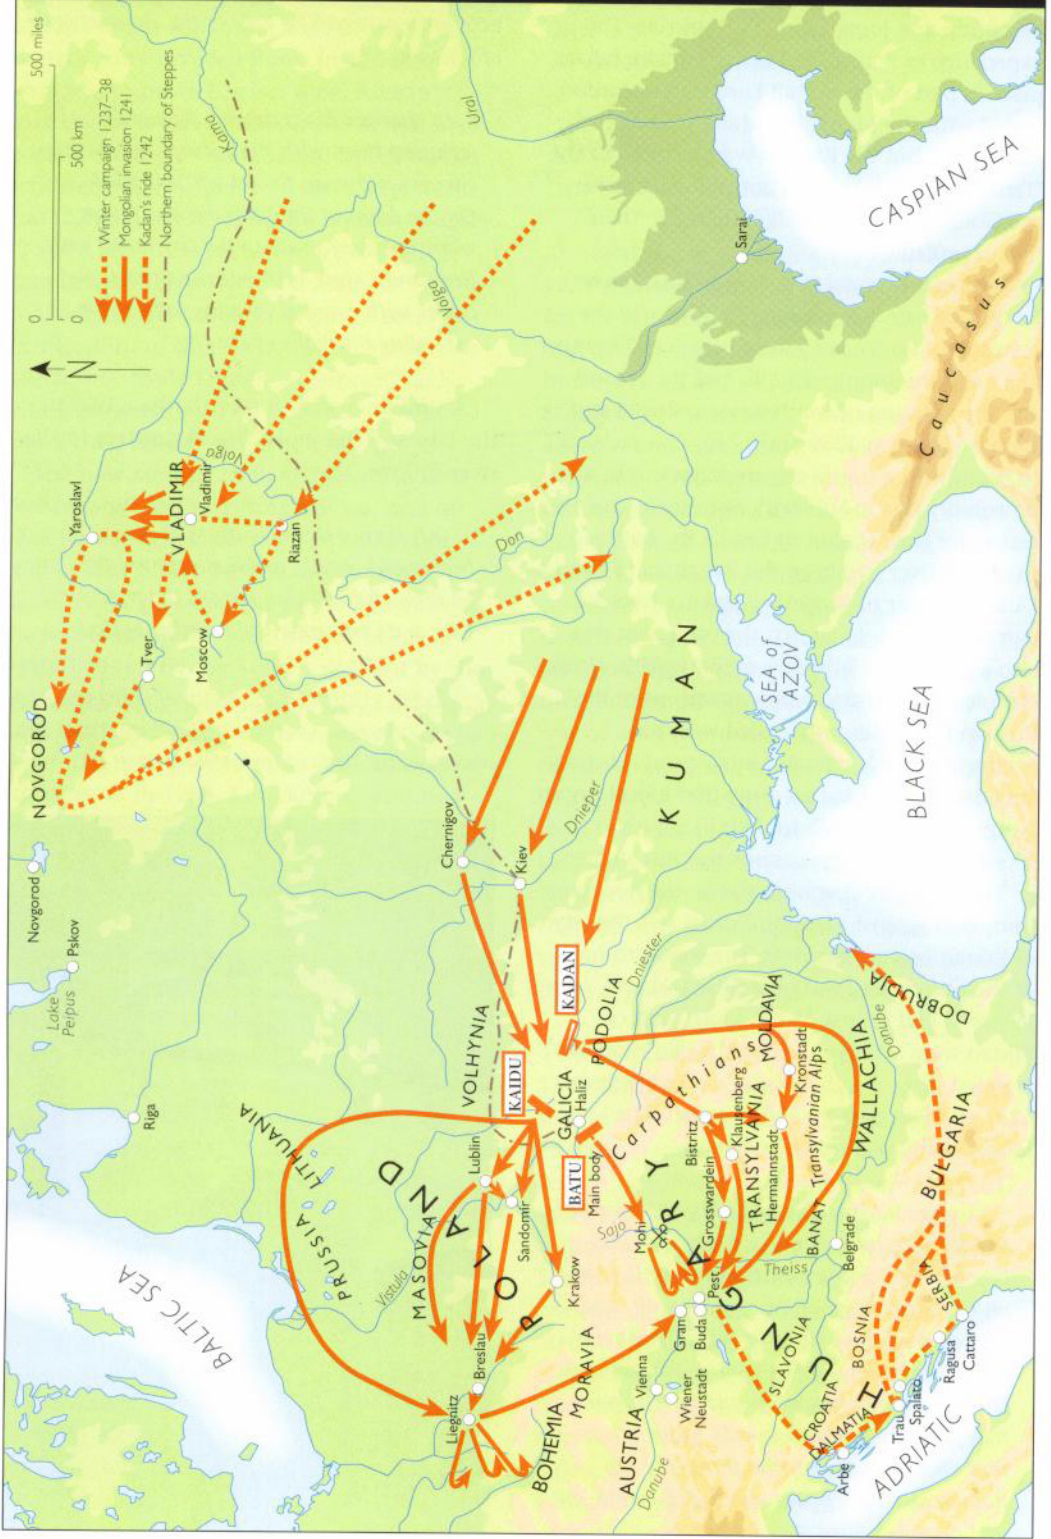 0 500 miles
0 500 km
Winter campaign 1237–38
Mongolian invasion 1241
Kadan's ride 1242
Northern boundary of Steppes
N
Kama
Ural
Volga
Volga
Sarai
CASPIAN SEA
Caucasus
Yaroslavl
VLADIMIR
Vladimir
Riazan
Moscow
Tver
Don
NOVGOROD
Novgorod
Pskov
Lake
Peipus
Riga
KUMAN
SEA of
AZOV
BLACK SEA
Chernigov
Kiev
Dnieper
Dniester
KADAN
PODOLIA
VOLHYNIA
KAIDU
GALICIA
Haliz
BATU
Main body
LITHUANIA
PRUSSIA
BALTIC SEA
Vistula
MASOVIA
POLAND
Lublin
Sandomir
Krakow
Breslau
Liegnitz
BOHEMIA
MORAVIA
AUSTRIA
Vienna
Wiener
Neustadt
Danube
Gran
Buda
Pest
HUNGARY
Mohi
Sajo
Carpathians
MOLDAVIA
Bistritz
Klausenberg
Grosswardein
TRANSYLVANIA
Hermannstadt
Kronstadt
Transylvanian Alps
WALLACHIA
BANAT
Theiss
Belgrade
Danube
DOBRUDJA
BULGARIA
SERBIA
BOSNIA
SLAVONIA
CROATIA
DALMATIA
Arbe
Trau
Spalato
Ragusa
Cattaro
ADRIATIC